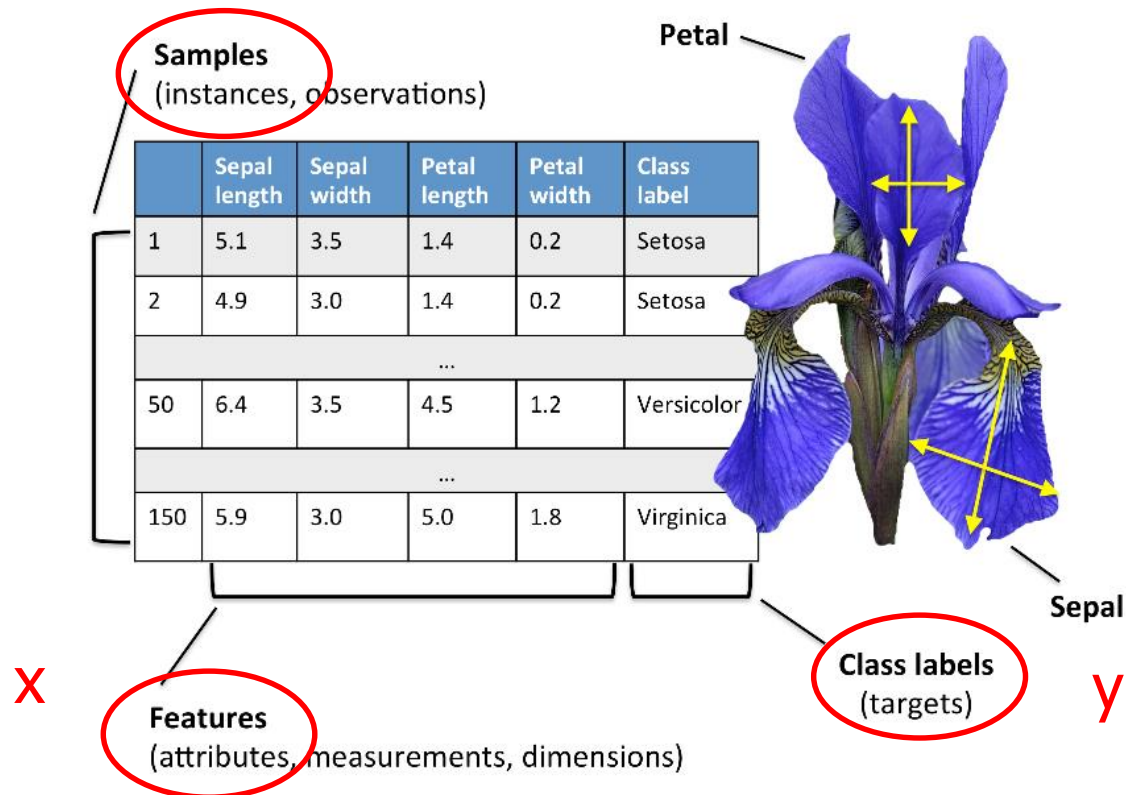 Samples
(instances, observations)
Petal
Sepal length Sepal width Petal length Petal width Class label
1 5.1 3.5 1.4 0.2 Setosa
2 4.9 3.0 1.4 0.2 Setosa
...
50 6.4 3.5 4.5 1.2 Versicolor
...
150 5.9 3.0 5.0 1.8 Virginica
Sepal
x
Features
(attributes, measurements, dimensions)
Class labels
(targets)
y